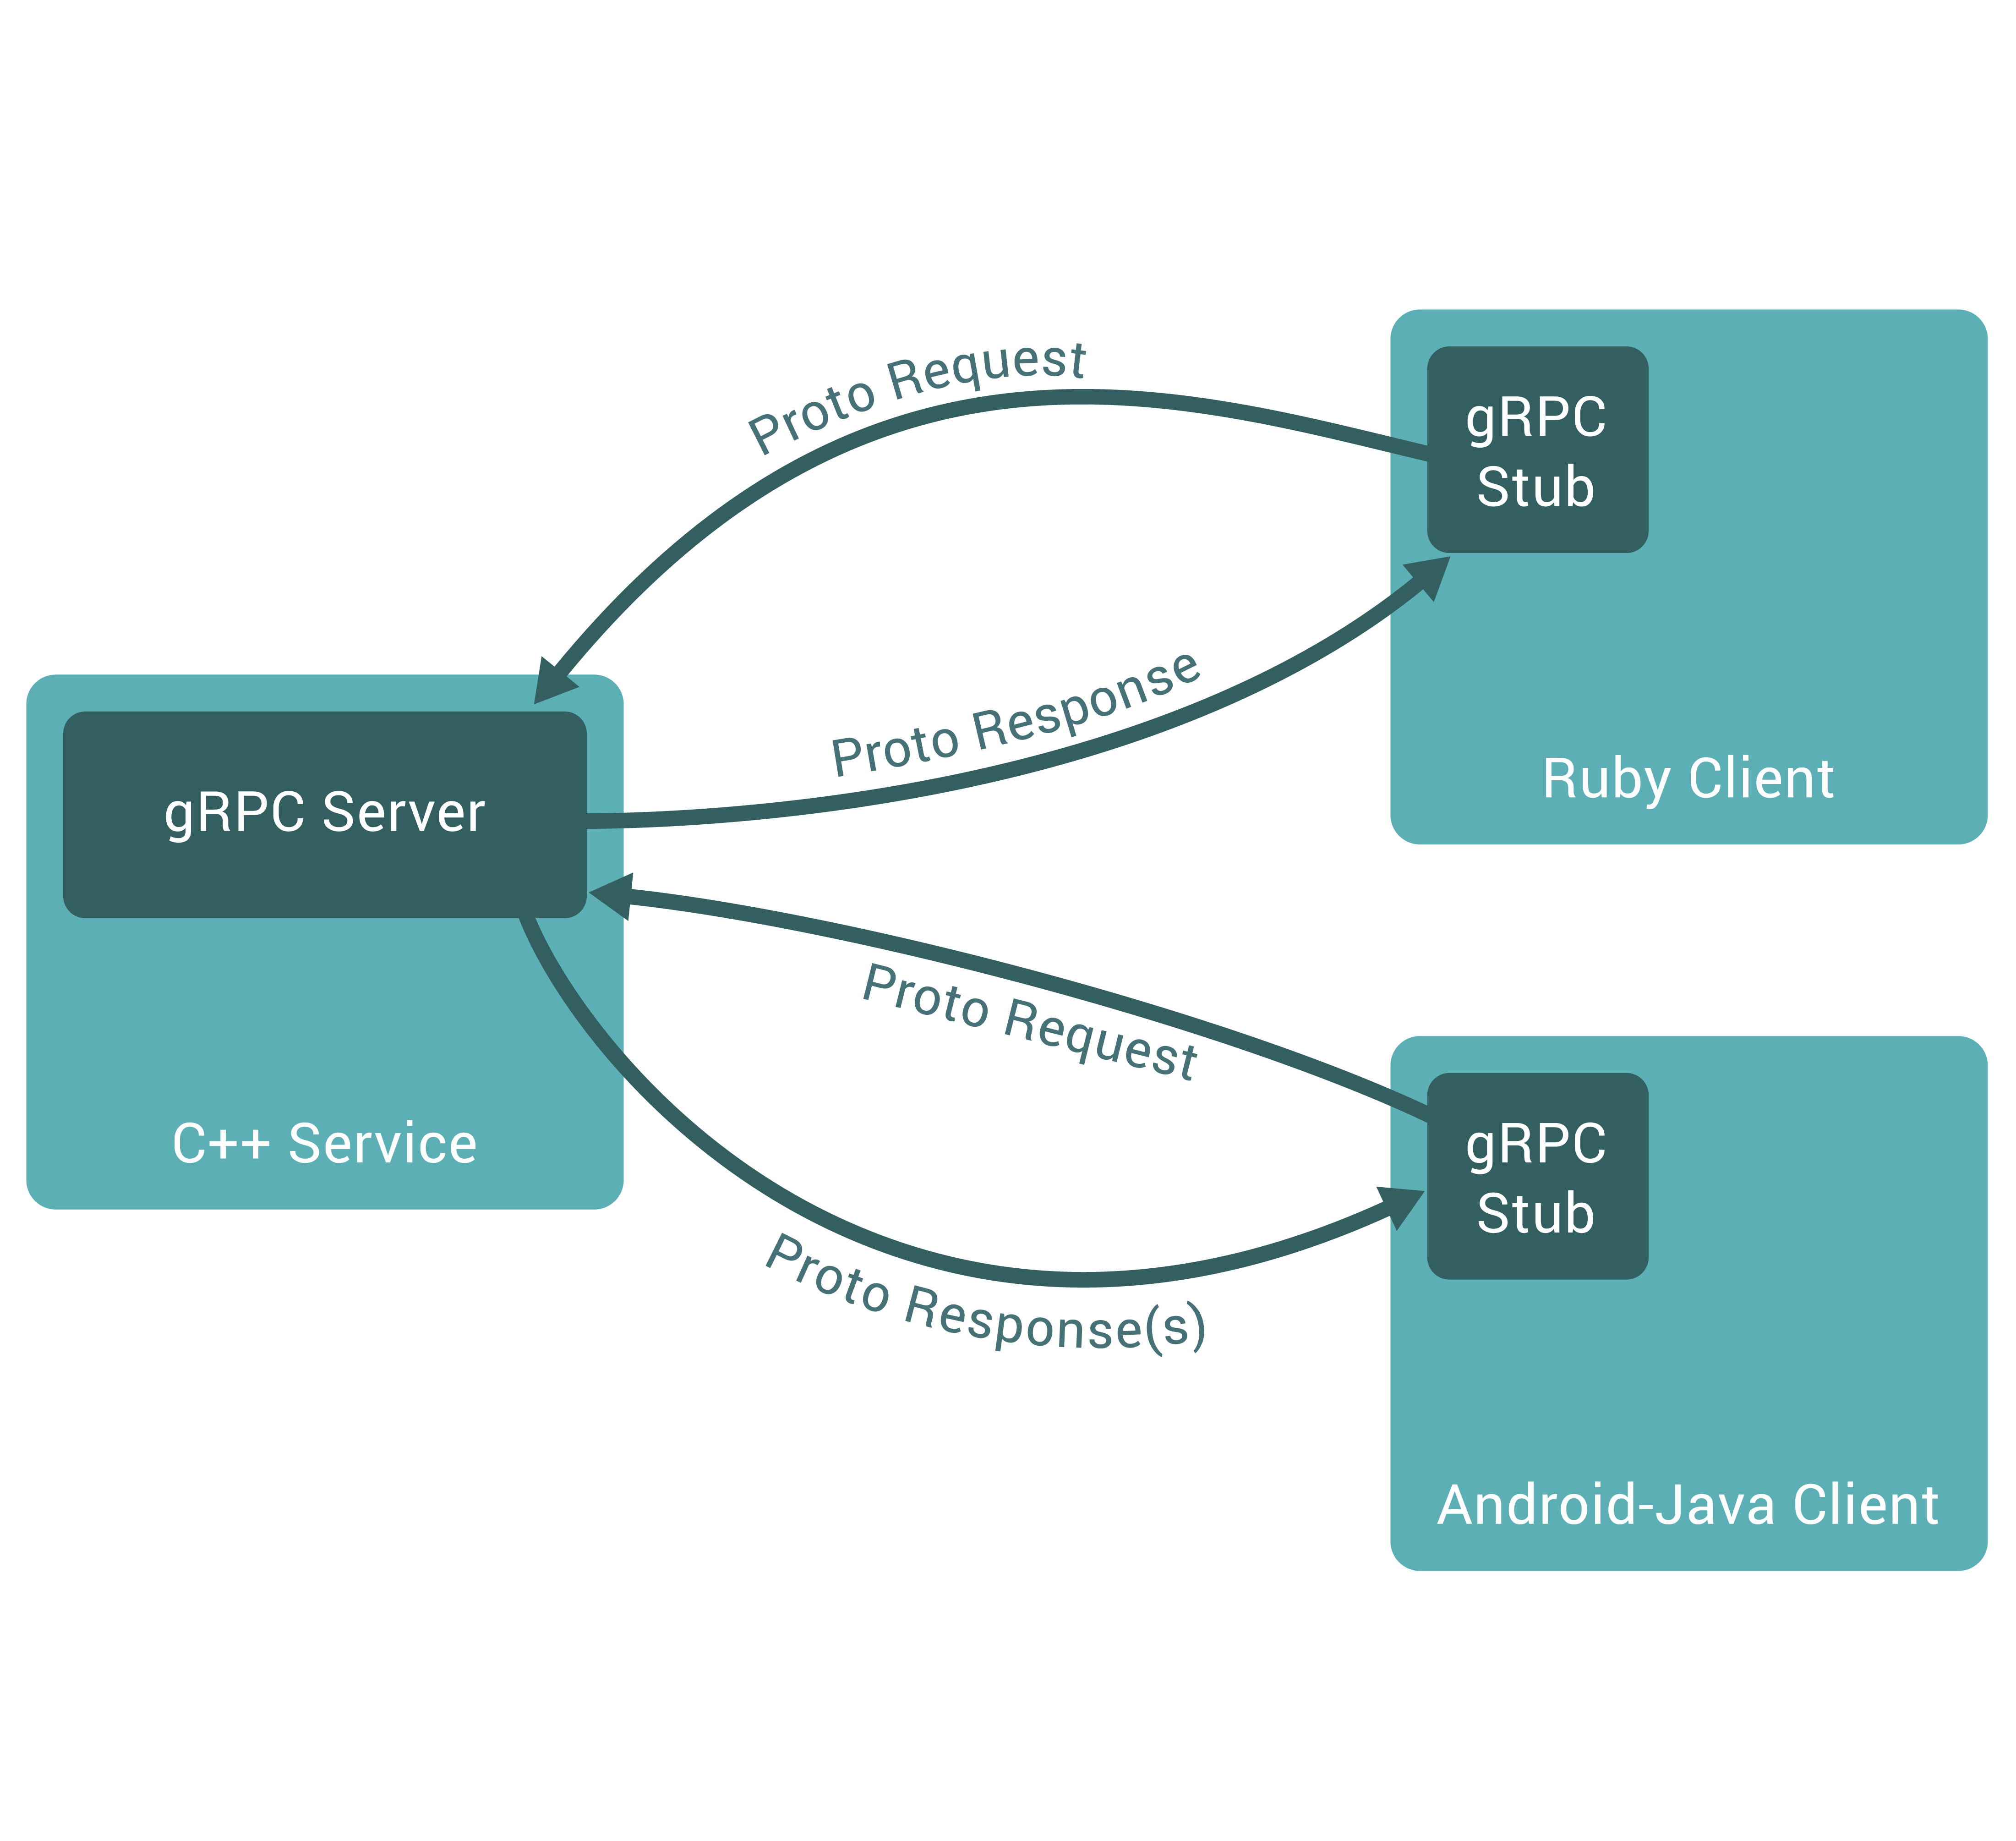 Proto Request
gRPC
Stub
Proto Response
Ruby Client
gRPC Server
C++ Service
Proto Request
gRPC
Stub
Proto Response(s)
Android-Java Client